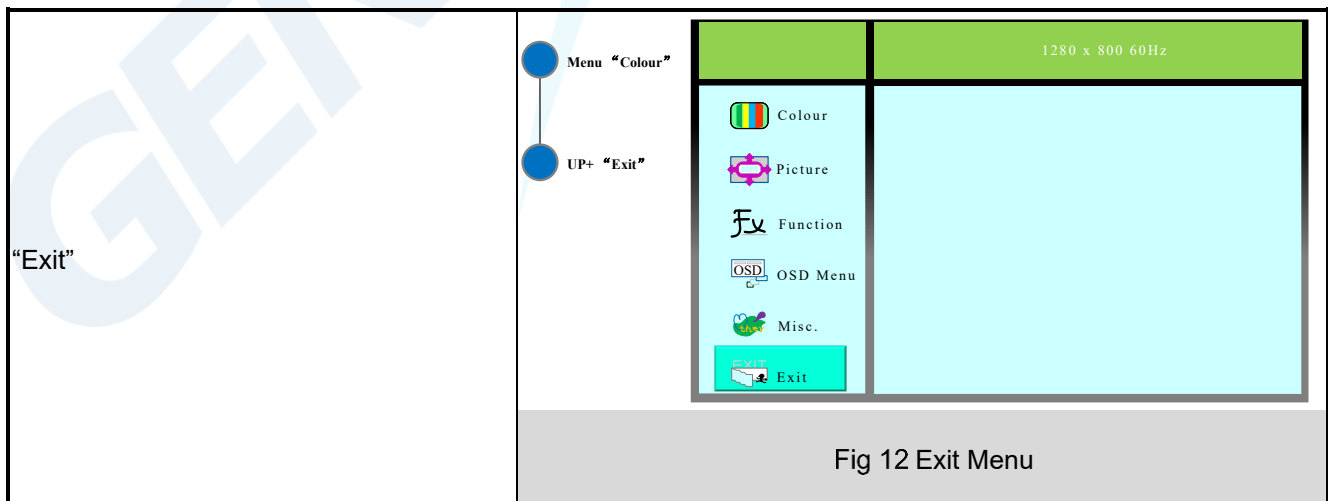 “Exit”
Menu “Colour”
UP+ “Exit”
1280 x 800 60Hz
Colour
Picture
Function
OSD
OSD Menu
Misc.
EXIT
Exit
Fig 12 Exit Menu